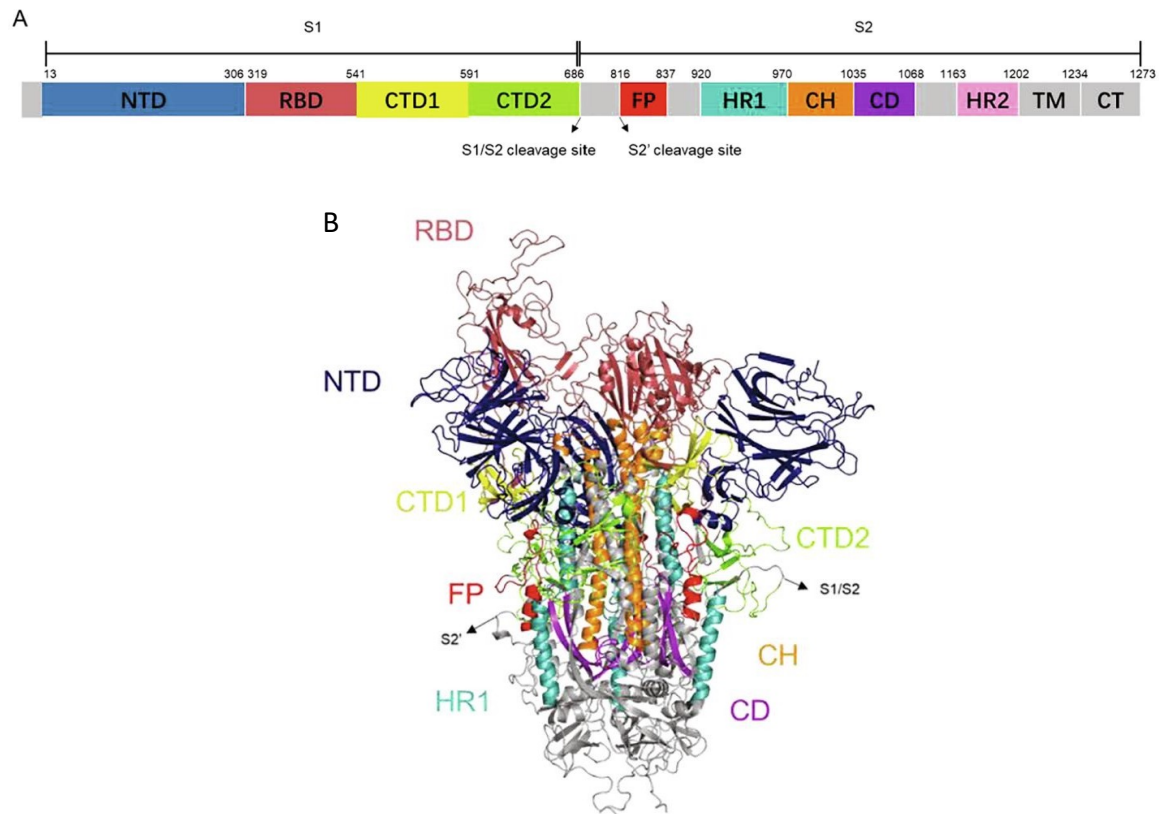 A
S1 S2
13 306 319 541 591 686 816 837 920 970 1035 1068 1163 1202 1234 1273
NTD RBD CTD1 CTD2 FP HR1 CH CD HR2 TM CT
S1/S2 cleavage site S2' cleavage site
B
RBD
NTD
CTD1
CTD2
FP
S1/S2
S2'
CH
HR1
CD